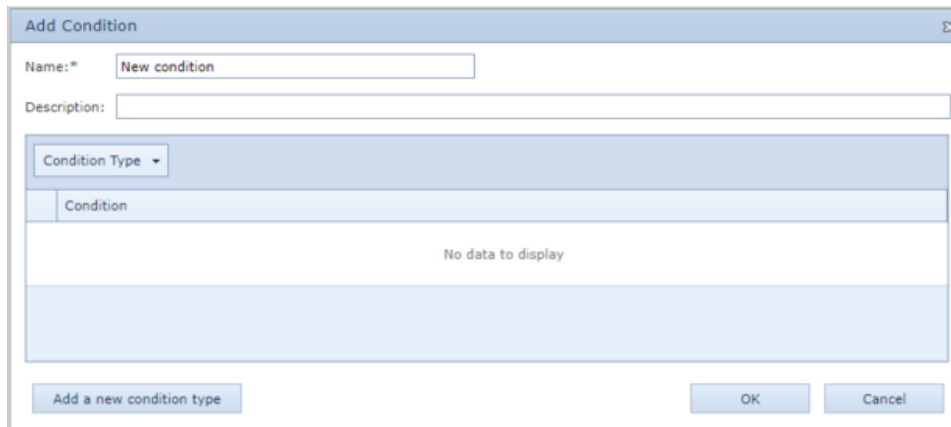 Add Condition
Name:* New condition
Description:
Condition Type
Condition
No data to display
Add a new condition type OK Cancel